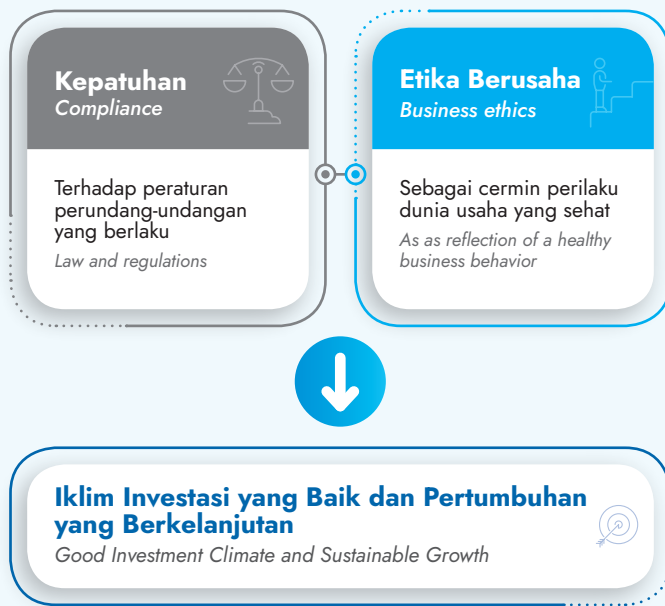 Kepatuhan
Compliance
Terhadap peraturan
perundang-undangan
yang berlaku
Law and regulations
Etika Berusaha
Business ethics
Sebagai cermin perilaku
dunia usaha yang sehat
As as reflection of a healthy
business behavior
Iklim Investasi yang Baik dan Pertumbuhan
yang Berkelanjutan
Good Investment Climate and Sustainable Growth